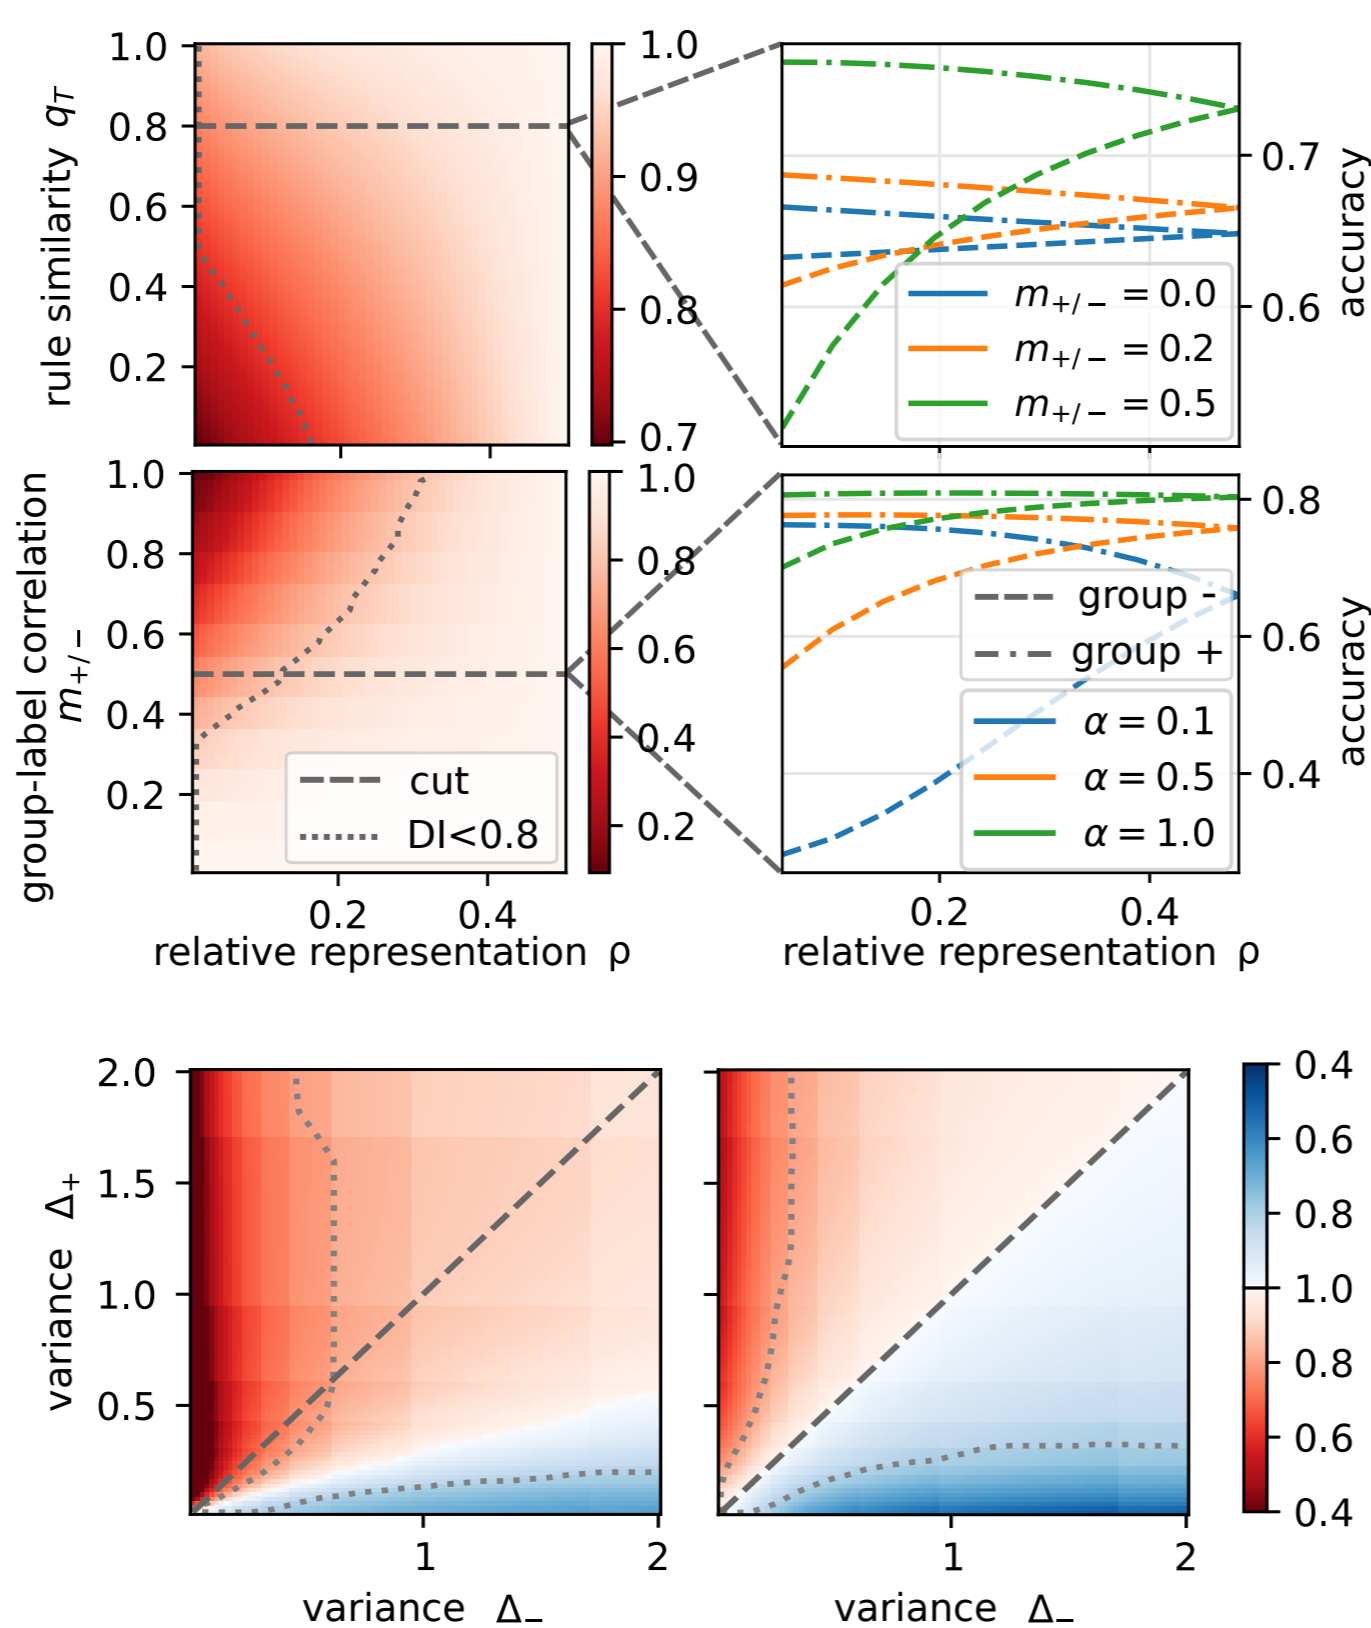 rule similarity q_T
1.0
0.8
0.6
0.4
0.2
1.0
0.9
0.8
0.7
0.7
0.6
accuracy
m_{+/−} = 0.0
m_{+/−} = 0.2
m_{+/−} = 0.5
group-label correlation
m_{+/−}
1.0
0.8
0.6
0.4
0.2
cut
DI<0.8
0.2 0.4
relative representation ρ
1.0
0.8
0.6
0.4
0.2
group -
group +
α = 0.1
α = 0.5
α = 1.0
0.8
0.6
0.4
accuracy
0.2 0.4
relative representation ρ
variance Δ₊
2.0
1.5
1.0
0.5
1 2
variance Δ₋
1 2
variance Δ₋
0.4
0.6
0.8
1.0
0.8
0.6
0.4